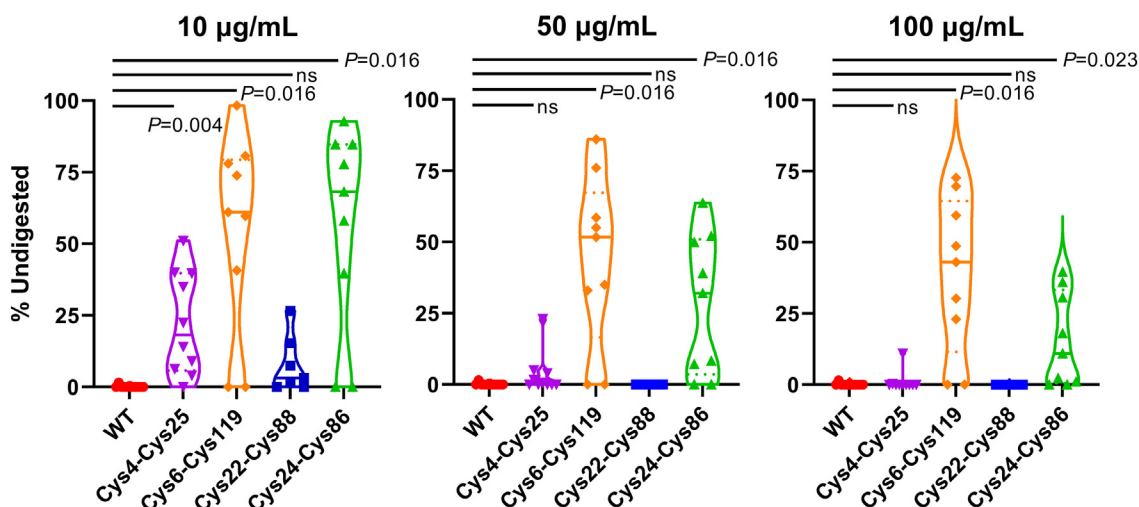 10 µg/mL
50 µg/mL
100 µg/mL
P=0.016
ns
P=0.016
P=0.004
P=0.016
ns
P=0.016
ns
P=0.023
ns
P=0.016
ns
% Undigested
100
75
50
25
0
100
75
50
25
0
100
75
50
25
0
WT
Cys4-Cys25
Cys6-Cys119
Cys22-Cys88
Cys24-Cys86
WT
Cys4-Cys25
Cys6-Cys119
Cys22-Cys88
Cys24-Cys86
WT
Cys4-Cys25
Cys6-Cys119
Cys22-Cys88
Cys24-Cys86